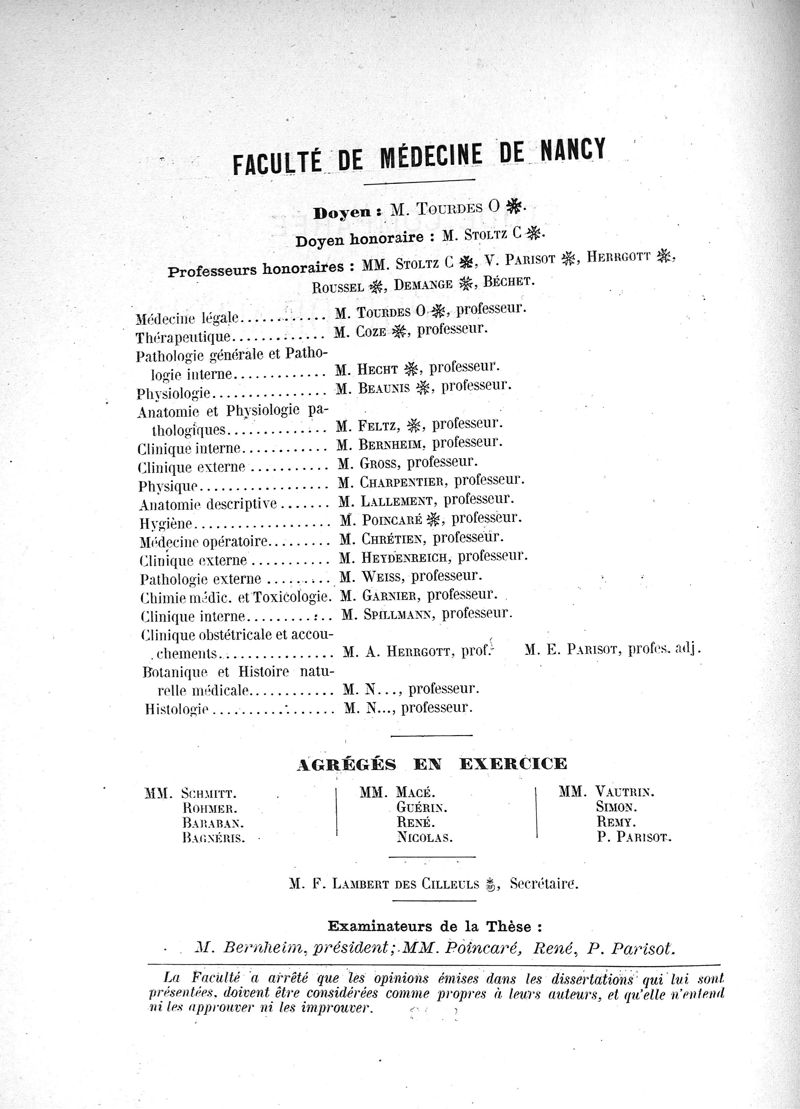 FACULTÉ DE MÉDECINE DE NANCY
Doyen : M. TOURDES O ❋.
Doyen honoraire : M. STOLTZ C ❋.
Professeurs honoraires : MM. STOLTZ C ❋, V. PARISOT ❋, HERRGOTT ❋,
ROUSSEL ❋, DEMANGE ❋, BÉCHET.
Médecine légale............ M. TOURDES O ❋, professeur.
Thérapeutique............. M. COZE ❋, professeur.
Pathologie générale et Patho-
logie interne............. M. HECHT ❋, professeur.
Physiologie................ M. BEAUNIS ❋, professeur.
Anatomie et Physiologie pa-
thologiques.............. M. FELTZ, ❋, professeur.
Clinique interne............ M. BERNHEIM, professeur.
Clinique externe ........... M. GROSS, professeur.
Physique.................. M. CHARPENTIER, professeur.
Anatomie descriptive ....... M. LALLEMENT, professeur.
Hygiène................... M. POINCARÉ ❋, professeur.
Médecine opératoire......... M. CHRÉTIEN, professeur.
Clinique externe ........... M. HEYDENREICH, professeur.
Pathologie externe ......... M. WEISS, professeur.
Chimie médic. et Toxicologie. M. GARNIER, professeur.
Clinique interne............ M. SPILLMANN, professeur.
Clinique obstétricale et accou-
chements................ M. A. HERRGOTT, prof. M. E. PARISOT, profes. adj.
Botanique et Histoire natu-
relle médicale............ M. N..., professeur.
Histologie ................. M. N..., professeur.
AGRÉGÉS EN EXERCICE
MM. SCHMITT. MM. MACÉ. MM. VAUTRIN.
ROHMER. GUÉRIN. SIMON.
BARABAN. RENÉ. REMY.
BAGNÉRIS. NICOLAS. P. PARISOT.
M. F. LAMBERT DES CILLEULS ❋, Secrétaire.
Examinateurs de la Thèse :
M. Bernheim, président; MM. Poincaré, René, P. Parisot.
La Faculté a arrêté que les opinions émises dans les dissertations qui lui sont
présentées, doivent être considérées comme propres à leurs auteurs, et qu'elle n'entend
ni les approuver ni les improuver.